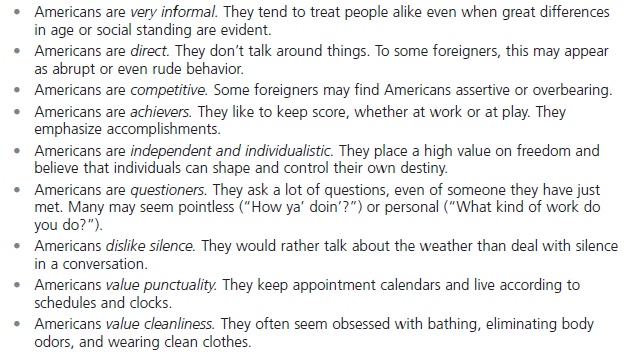 • Americans are very informal. They tend to treat people alike even when great differences
in age or social standing are evident.
• Americans are direct. They don’t talk around things. To some foreigners, this may appear
as abrupt or even rude behavior.
• Americans are competitive. Some foreigners may find Americans assertive or overbearing.
• Americans are achievers. They like to keep score, whether at work or at play. They
emphasize accomplishments.
• Americans are independent and individualistic. They place a high value on freedom and
believe that individuals can shape and control their own destiny.
• Americans are questioners. They ask a lot of questions, even of someone they have just
met. Many may seem pointless (“How ya’ doin’?”) or personal (“What kind of work do
you do?”).
• Americans dislike silence. They would rather talk about the weather than deal with silence
in a conversation.
• Americans value punctuality. They keep appointment calendars and live according to
schedules and clocks.
• Americans value cleanliness. They often seem obsessed with bathing, eliminating body
odors, and wearing clean clothes.